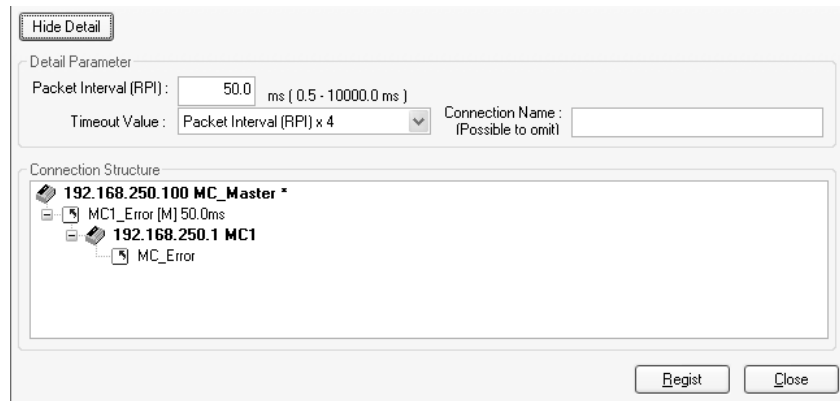 Hide Detail
Detail Parameter
Packet Interval (RPI) : 50.0 ms ( 0.5 - 10000.0 ms )
Timeout Value : Packet Interval (RPI) x 4 Connection Name :
(Possible to omit)
Connection Structure
192.168.250.100 MC_Master *
MC1_Error [M] 50.0ms
192.168.250.1 MC1
MC_Error
Regist Close